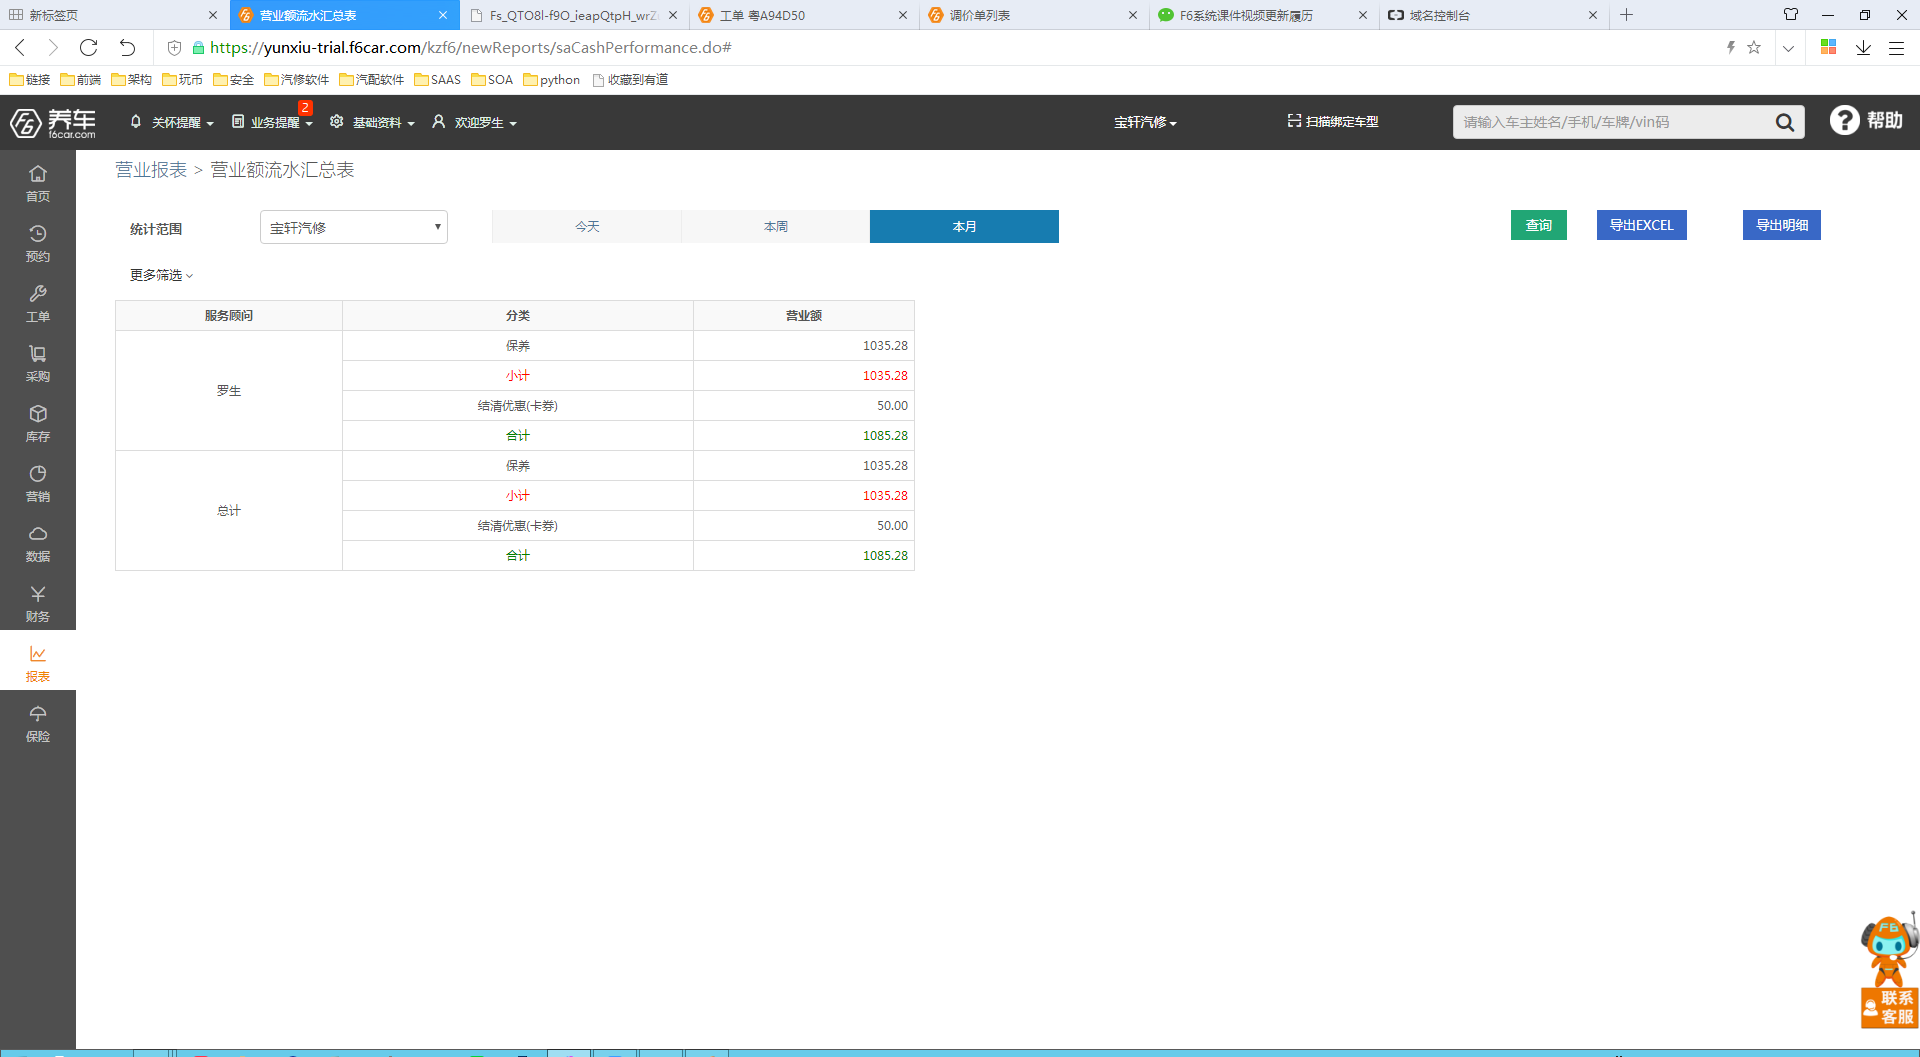 新标签页
营业额流水汇总表
Fs_QTO8l-f9O_ieapQtpH_wrZ
工单 粤A94D50
调价单列表
F6系统课件视频更新履历
域名控制台
https://yunxiu-trial.f6car.com/kzf6/newReports/saCashPerformance.do#
链接 前端 架构 玩币 安全 汽修软件 汽配软件 SAAS SOA python 收藏到有道
养车
f6car.com
关怀提醒 业务提醒 2 基础资料 欢迎罗生
宝轩汽修
扫描绑定车型
请输入车主姓名/手机/车牌/vin码
帮助
首页
预约
工单
采购
库存
营销
数据
财务
报表
保险
营业报表 > 营业额流水汇总表
统计范围 宝轩汽修 今天 本周 本月 查询 导出EXCEL 导出明细
更多筛选
服务顾问 分类 营业额
罗生
保养 1035.28
小计 1035.28
结清优惠(卡券) 50.00
合计 1085.28
总计
保养 1035.28
小计 1035.28
结清优惠(卡券) 50.00
合计 1085.28
F6
联系
客服